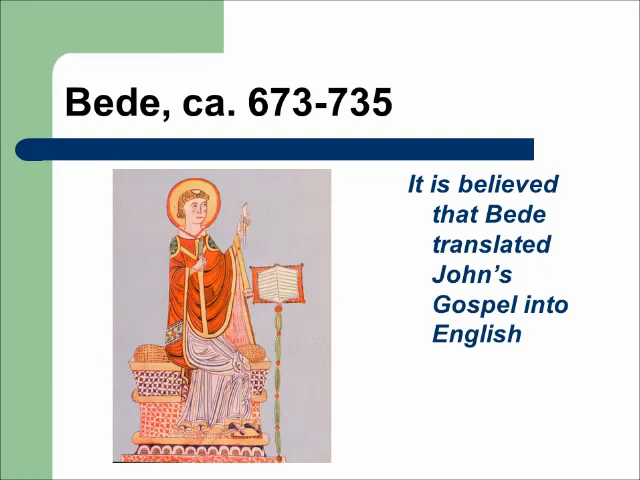 Bede, ca. 673-735
It is believed
that Bede
translated
John’s
Gospel into
English